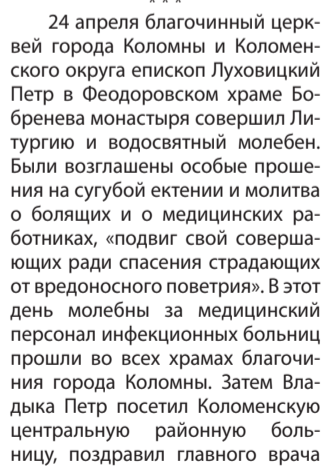 * * *
24 апреля благочинный церк-
вей города Коломны и Коломен-
ского округа епископ Луховицкий
Петр в Феодоровском храме Бо-
бренева монастыря совершил Ли-
тургию и водосвятный молебен.
Были возглашены особые проше-
ния на сугубой ектении и молитва
о болящих и о медицинских ра-
ботниках, «подвиг свой соверша-
ющих ради спасения страдающих
от вредоносного поветрия». В этот
день молебны за медицинский
персонал инфекционных больниц
прошли во всех храмах благочи-
ния города Коломны. Затем Вла-
дыка Петр посетил Коломенскую
центральную районную боль-
ницу, поздравил главного врача